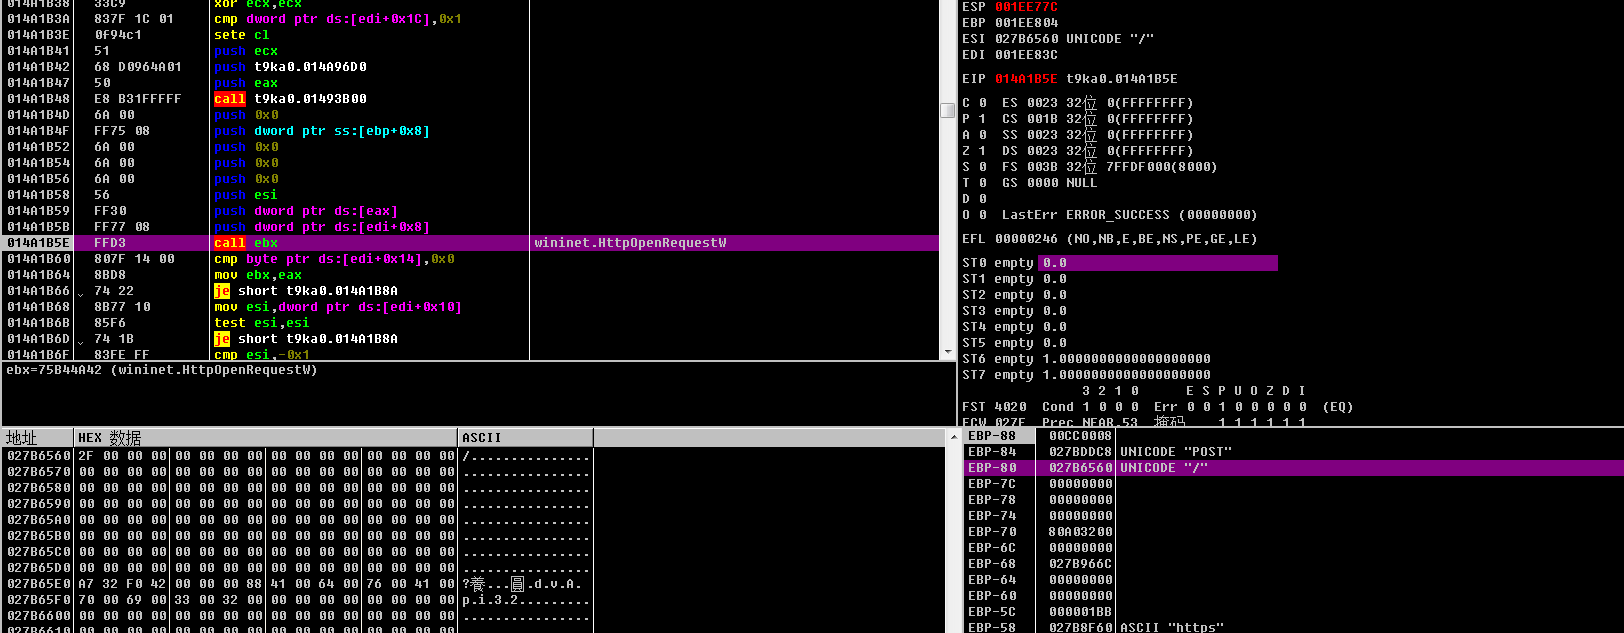 014A1B38 33C9 xor ecx,ecx
014A1B3A 837F 1C 01 cmp dword ptr ds:[edi+0x1C],0x1
014A1B3E 0f94c1 sete cl
014A1B41 51 push ecx
014A1B42 68 D0964A01 push t9ka0.014A96D0
014A1B47 50 push eax
014A1B48 E8 B31FFFFF call t9ka0.01493B00
014A1B4D 6A 00 push 0x0
014A1B4F FF75 08 push dword ptr ss:[ebp+0x8]
014A1B52 6A 00 push 0x0
014A1B54 6A 00 push 0x0
014A1B56 6A 00 push 0x0
014A1B58 56 push esi
014A1B59 FF30 push dword ptr ds:[eax]
014A1B5B FF77 08 push dword ptr ds:[edi+0x8]
014A1B5E FFD3 call ebx wininet.HttpOpenRequestW
014A1B60 807F 14 00 cmp byte ptr ds:[edi+0x14],0x0
014A1B64 8BD8 mov ebx,eax
014A1B66 74 22 je short t9ka0.014A1B8A
014A1B68 8B77 10 mov esi,dword ptr ds:[edi+0x10]
014A1B6B 85F6 test esi,esi
014A1B6D 74 1B je short t9ka0.014A1B8A
014A1B6F 83FE FF cmp esi,-0x1
ebx=75B44A42 (wininet.HttpOpenRequestW)
ESP 001EE77C
EBP 001EE804
ESI 027B6560 UNICODE "/"
EDI 001EE83C
EIP 014A1B5E t9ka0.014A1B5E
C 0 ES 0023 32位 0(FFFFFFFF)
P 1 CS 001B 32位 0(FFFFFFFF)
A 0 SS 0023 32位 0(FFFFFFFF)
Z 1 DS 0023 32位 0(FFFFFFFF)
S 0 FS 003B 32位 7FFDF000(8000)
T 0 GS 0000 NULL
D 0
O 0 LastErr ERROR_SUCCESS (00000000)
EFL 00000246 (NO,NB,E,BE,NS,PE,GE,LE)
ST0 empty 0.0
ST1 empty 0.0
ST2 empty 0.0
ST3 empty 0.0
ST4 empty 0.0
ST5 empty 0.0
ST6 empty 1.0000000000000000000
ST7 empty 1.0000000000000000000
3 2 1 0 E S P U O Z D I
FST 4020 Cond 1 0 0 0 Err 0 0 1 0 0 0 0 0 (EQ)
FCW 027F Prec NEAR,53 掩码 1 1 1 1 1 1
地址 HEX 数据 ASCII
027B6560 2F 00 00 00 00 00 00 00 00 00 00 00 00 00 00 00 /...............
027B6570 00 00 00 00 00 00 00 00 00 00 00 00 00 00 00 00 ................
027B6580 00 00 00 00 00 00 00 00 00 00 00 00 00 00 00 00 ................
027B6590 00 00 00 00 00 00 00 00 00 00 00 00 00 00 00 00 ................
027B65A0 00 00 00 00 00 00 00 00 00 00 00 00 00 00 00 00 ................
027B65B0 00 00 00 00 00 00 00 00 00 00 00 00 00 00 00 00 ................
027B65C0 00 00 00 00 00 00 00 00 00 00 00 00 00 00 00 00 ................
027B65D0 00 00 00 00 00 00 00 00 00 00 00 00 00 00 00 00 ................
027B65E0 A7 32 F0 42 00 00 00 88 41 00 64 00 76 00 41 00 ?養...圓.d.v.A.
027B65F0 70 00 69 00 33 00 32 00 00 00 00 00 00 00 00 00 p.i.3.2.........
027B6600 00 00 00 00 00 00 00 00 00 00 00 00 00 00 00 00 ................
027B6610 00 00 00 00 00 00 00 00 00 00 00 00 00 00 00 00
EBP-88 00CC0008
EBP-84 027BDDC8 UNICODE "POST"
EBP-80 027B6560 UNICODE "/"
EBP-7C 00000000
EBP-78 00000000
EBP-74 00000000
EBP-70 80A03200
EBP-6C 00000000
EBP-68 027B966C
EBP-64 00000000
EBP-60 00000000
EBP-5C 000001BB
EBP-58 027B8F60 ASCII "https"